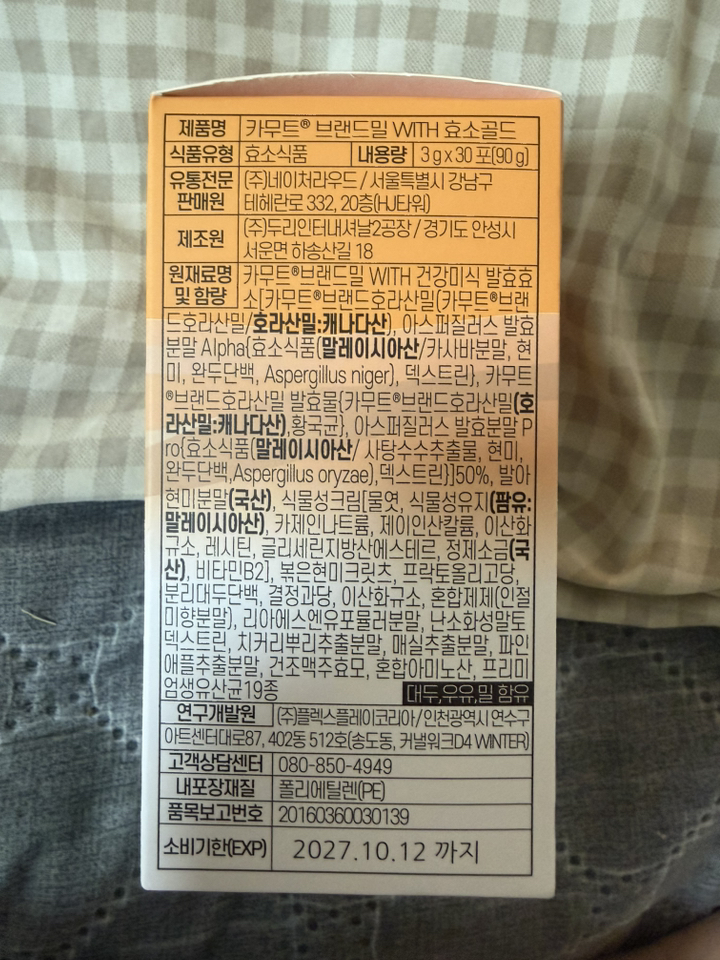 제품명 카무트® 브랜드밀 WITH 효소골드
식품유형 효소식품 내용량 3 g x 30 포(90 g)
유통전문판매원 (주)네이처라우드 / 서울특별시 강남구
테헤란로 332, 20층(HJ타워)
제조원 (주)두리인터내셔날2공장 / 경기도 안성시
서운면 하송산길 18
원재료명 및 함량 카무트®브랜드밀 WITH 건강미식 발효효
소[카무트®브랜드호라산밀{카무트®브랜
드호라산밀/호라산밀:캐나다산}, 아스퍼질러스 발효
분말 Alpha{효소식품(말레이시아산/카사바분말, 현
미, 완두단백, Aspergillus niger), 덱스트린}, 카무트
®브랜드호라산밀 발효물{카무트®브랜드호라산밀(호
라산밀:캐나다산),황국균}, 아스퍼질러스 발효분말 P
ro{효소식품(말레이시아산/ 사탕수수추출물, 현미,
완두단백,Aspergillus oryzae),덱스트린}]50%, 발아
현미분말(국산), 식물성크림[물엿, 식물성유지(팜유:
말레이시아산), 카제인나트륨, 제이인산칼륨, 이산화
규소, 레시틴, 글리세린지방산에스테르, 정제소금(국
산), 비타민B2], 볶은현미크릿츠, 프락토올리고당,
분리대두단백, 결정과당, 이산화규소, 혼합제제(인절
미향분말), 리아에스엔유포뮬러분말, 난소화성말토
덱스트린, 치커리뿌리추출분말, 매실추출분말, 파인
애플추출분말, 건조맥주효모, 혼합아미노산, 프리미
엄생유산균19종 대두,우유,밀 함유
연구개발원 (주)플렉스플레이코리아/인천광역시 연수구
아트센터대로87, 402동 512호(송도동, 커낼워크D4 WINTER)
고객상담센터 080-850-4949
내포장재질 폴리에틸렌(PE)
품목보고번호 20160360030139
소비기한(EXP) 2027.10.12 까지